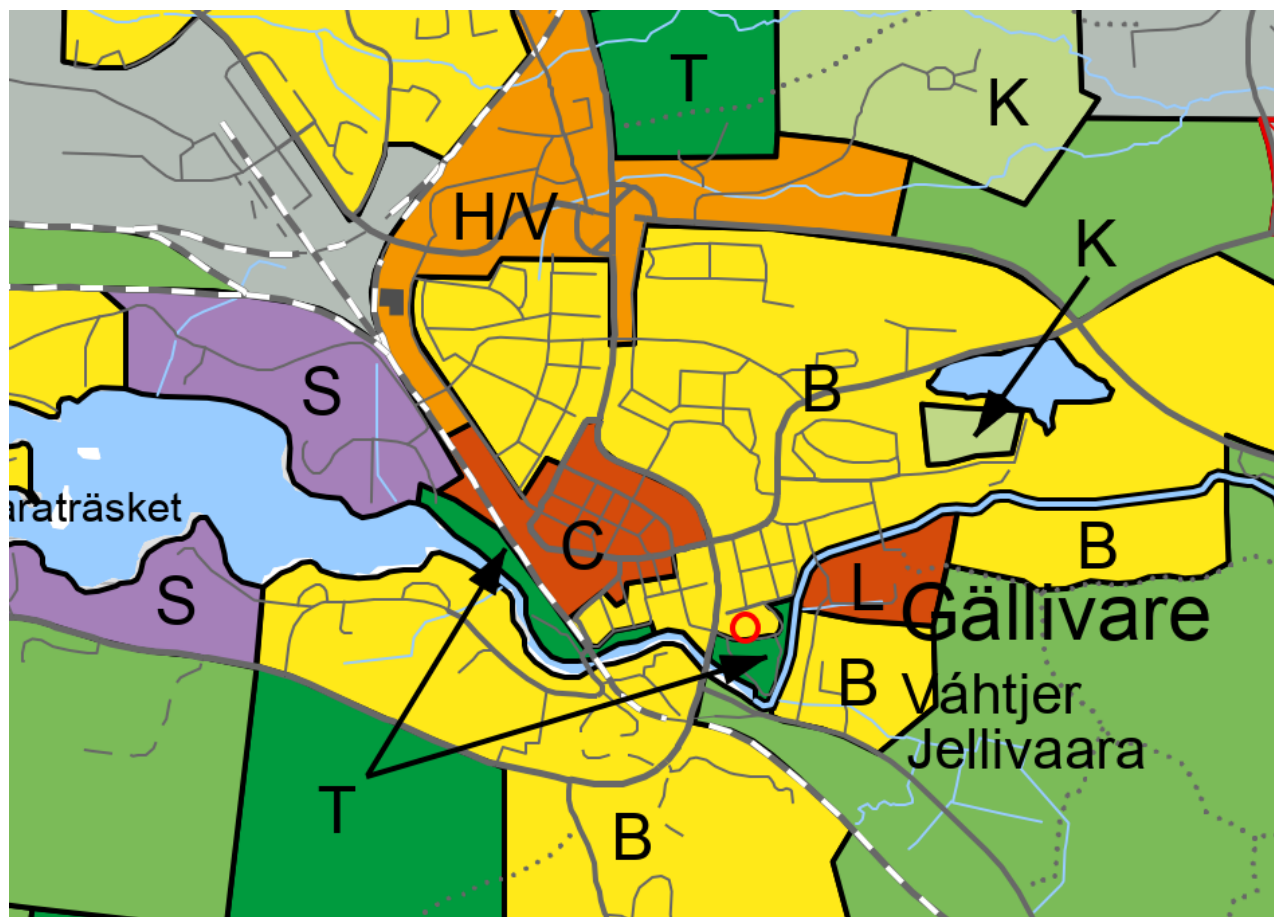 T
K
H/V
K
S
B
araträsket
C
B
S
L
Gällivare
B
Váhtjer
Jellivaara
T
B